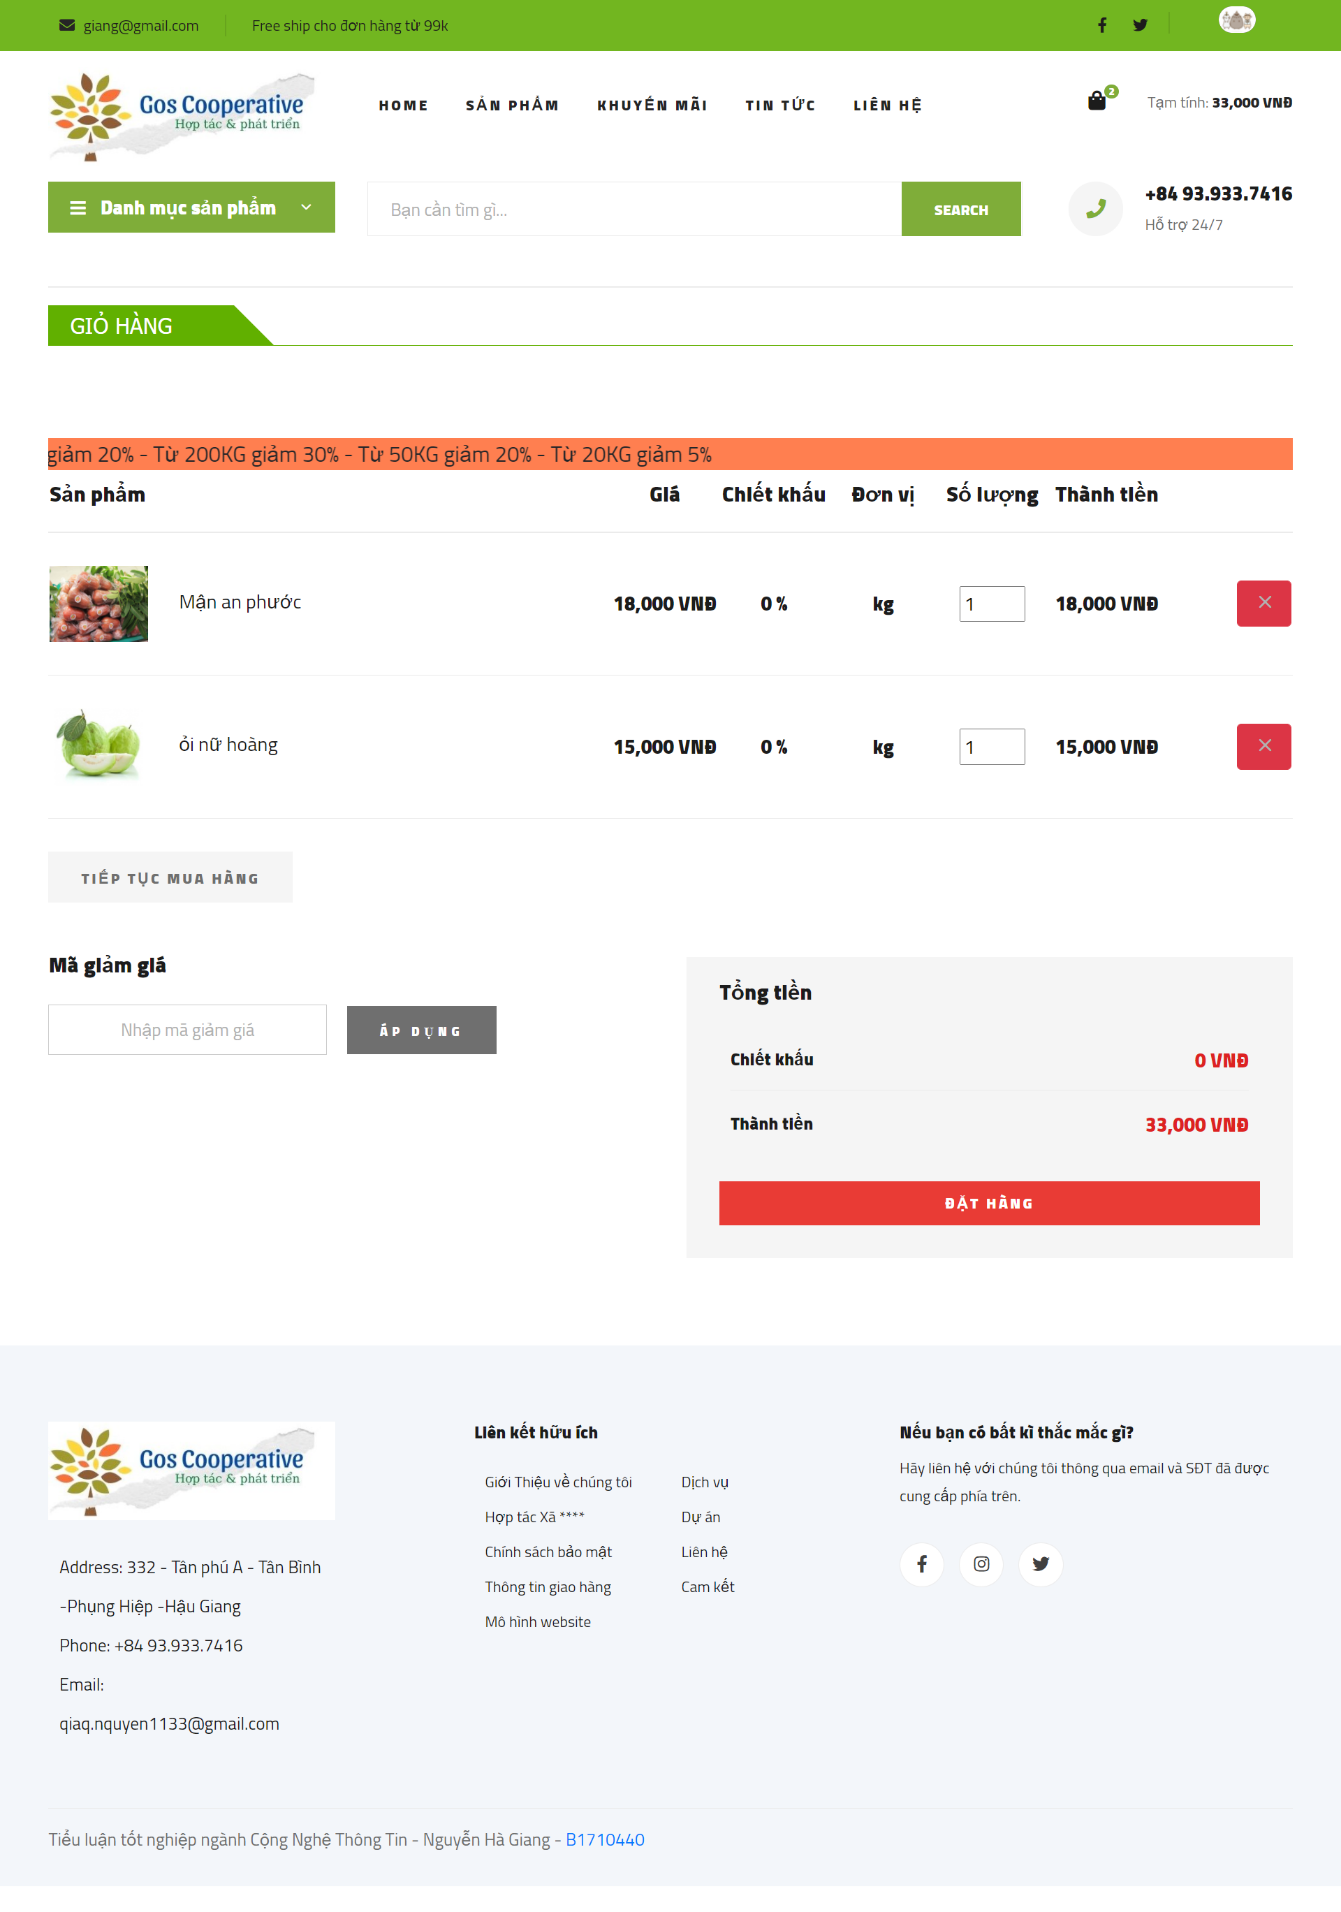 giang@gmail.com
Free ship cho đơn hàng từ 99k
Gos Cooperative
Hợp tác & phát triển
HOME
SẢN PHẨM
KHUYẾN MÃI
TIN TỨC
LIÊN HỆ
2
Tạm tính: 33,000 VNĐ
Danh mục sản phẩm
Bạn cần tìm gì...
SEARCH
+84 93.933.7416
Hỗ trợ 24/7
GIỎ HÀNG
giảm 20% - Từ 200KG giảm 30% - Từ 50KG giảm 20% - Từ 20KG giảm 5%
Sản phẩm
Giá
Chiết khấu
Đơn vị
Số lượng
Thành tiền
Mận an phước
18,000 VNĐ
0 %
kg
1
18,000 VNĐ
ỏi nữ hoàng
15,000 VNĐ
0 %
kg
1
15,000 VNĐ
TIẾP TỤC MUA HÀNG
Mã giảm giá
Nhập mã giảm giá
ÁP DỤNG
Tổng tiền
Chiết khấu
0 VNĐ
Thành tiền
33,000 VNĐ
ĐẶT HÀNG
Gos Cooperative
Hợp tác & phát triển
Address: 332 - Tân phú A - Tân Bình
-Phụng Hiệp -Hậu Giang
Phone: +84 93.933.7416
Email:
qiaq.nquyen1133@gmail.com
Liên kết hữu ích
Giới Thiệu về chúng tôi
Hợp tác Xã ****
Chính sách bảo mật
Thông tin giao hàng
Mô hình website
Dịch vụ
Dự án
Liên hệ
Cam kết
Nếu bạn có bất kì thắc mắc gì?
Hãy liên hệ với chúng tôi thông qua email và SĐT đã được
cung cấp phía trên.
Tiểu luận tốt nghiệp ngành Cộng Nghệ Thông Tin - Nguyễn Hà Giang - B1710440